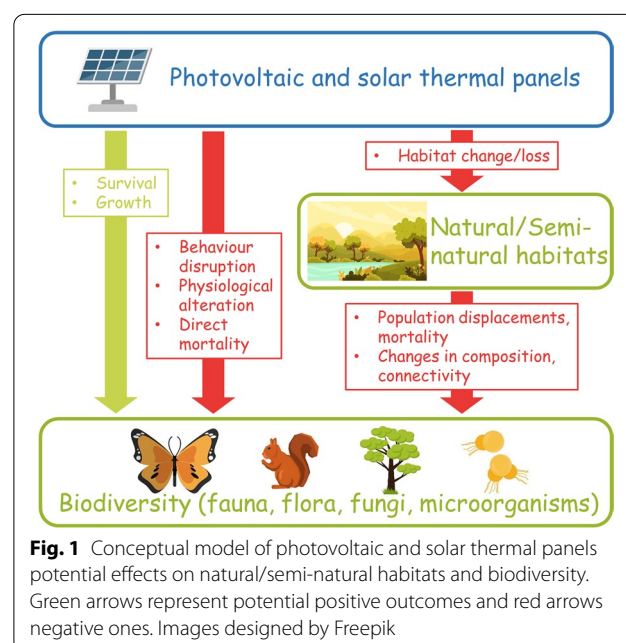 Photovoltaic and solar thermal panels
• Survival
• Growth
• Behaviour
disruption
• Physiological
alteration
• Direct
mortality
• Habitat change/loss
Natural/Semi-
natural habitats
• Population displacements,
mortality
• Changes in composition,
connectivity
Biodiversity (fauna, flora, fungi, microorganisms)
Fig. 1 Conceptual model of photovoltaic and solar thermal panels
potential effects on natural/semi-natural habitats and biodiversity.
Green arrows represent potential positive outcomes and red arrows
negative ones. Images designed by Freepik